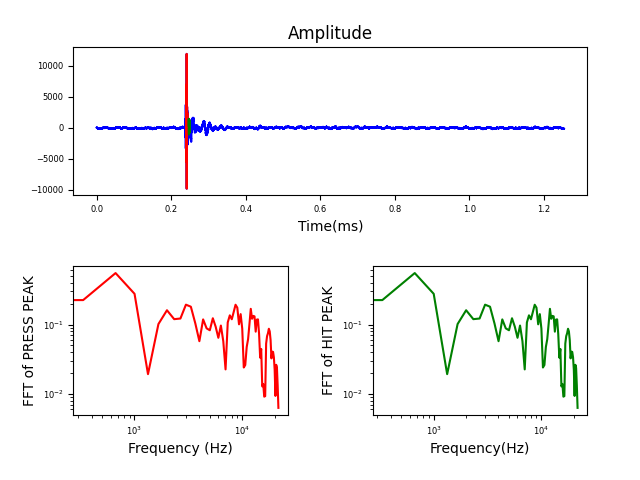 Amplitude
10000
5000
0
−5000
−10000
0.0 0.2 0.4 0.6 0.8 1.0 1.2
Time(ms)
FFT of PRESS PEAK
10⁻¹
10⁻²
10³ 10⁴
Frequency (Hz)
FFT of HIT PEAK
10⁻¹
10⁻²
10³ 10⁴
Frequency(Hz)